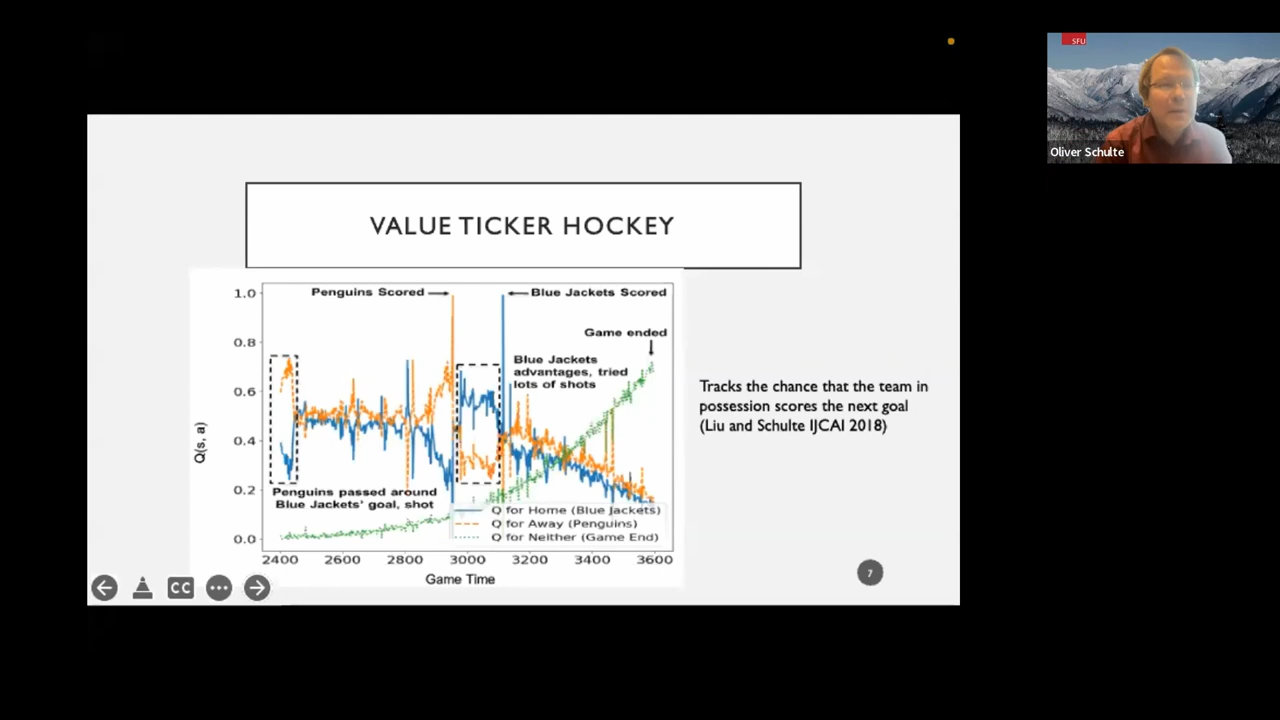 SFU
Oliver Schulte
VALUE TICKER HOCKEY
Penguins Scored
Blue Jackets Scored
Game ended
Blue Jackets
advantages, tried
lots of shots
Penguins passed around
Blue Jackets' goal, shot
Q for Home (Blue Jackets)
Q for Away (Penguins)
Q for Neither (Game End)
1.0
0.8
0.6
0.4
0.2
0.0
Q(s, a)
2400 2600 2800 3000 3200 3400 3600
Game Time
Tracks the chance that the team in
possession scores the next goal
(Liu and Schulte IJCAI 2018)
CC
7